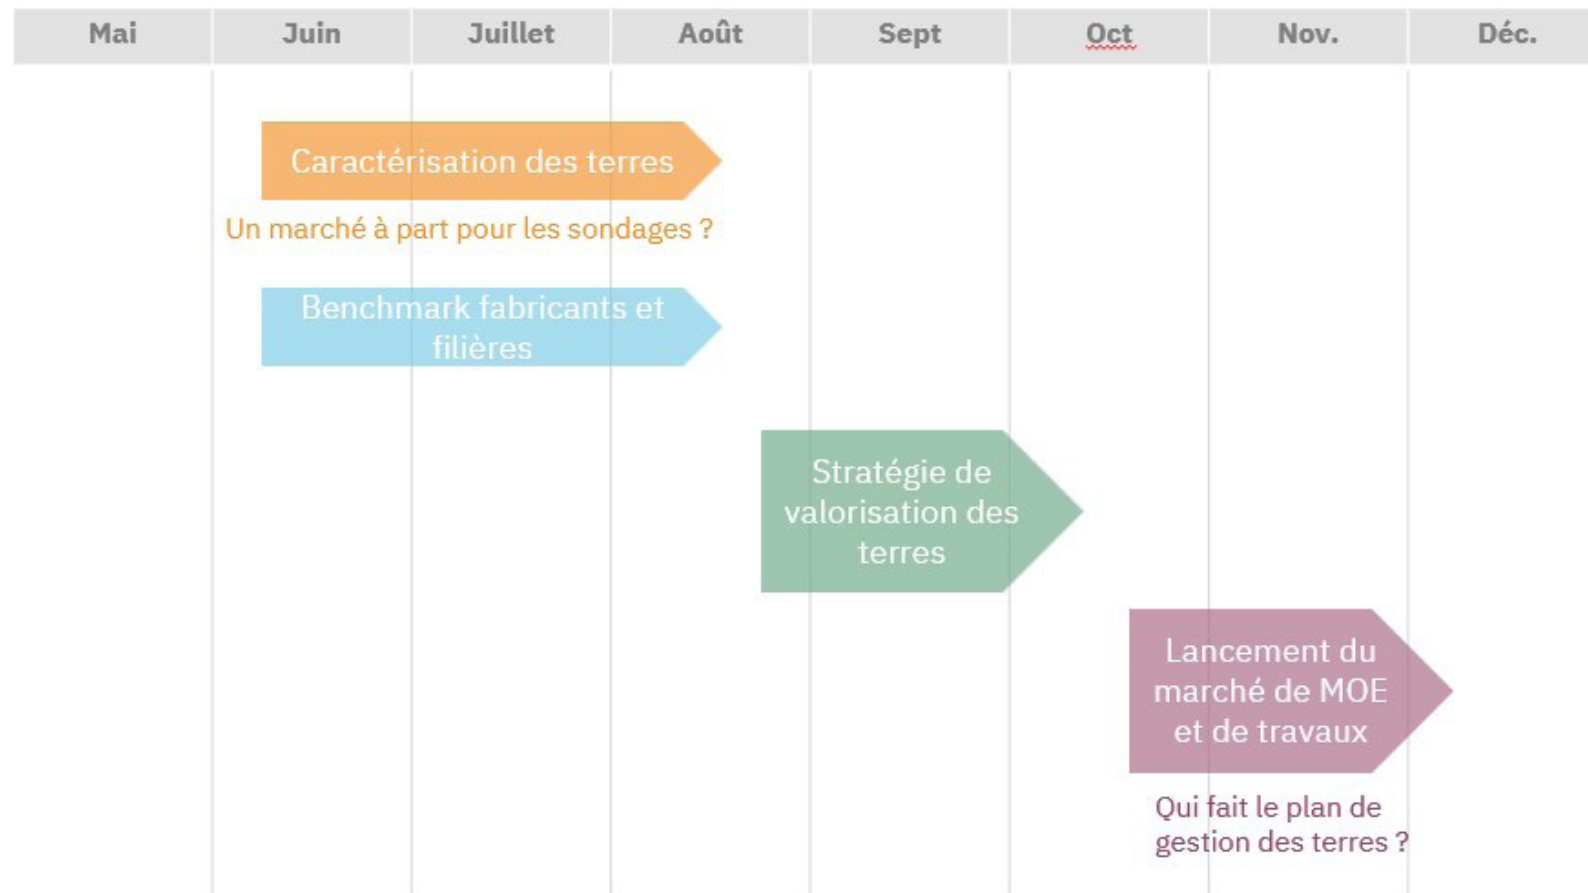 Mai Juin Juillet Août Sept Oct Nov. Déc.
Caractérisation des terres
Un marché à part pour les sondages ?
Benchmark fabricants et
filières
Stratégie de
valorisation des
terres
Lancement du
marché de MOE
et de travaux
Qui fait le plan de
gestion des terres ?